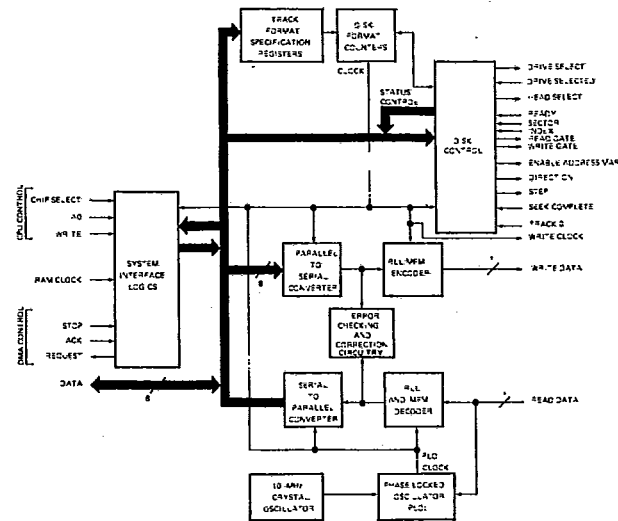 TRACK
FORMAT
SPECIFICATION
REGISTERS
DISK
FORMAT
COUNTERS
CLOCK
STATUS
CONTROL
DISK
CONTROL
DRIVE SELECT
DRIVE SELECTED
HEAD SELECT
READY
SECTOR
INDEX
READ GATE
WRITE GATE
ENABLE ADDRESS MAR
DIRECTION
STEP
SEEK COMPLETE
TRACK 0
WRITE CLOCK
CPU CONTROL
CHIP SELECT
A0
WRITE
RAM CLOCK
DMA CONTROL
STOP
ACK
REQUEST
DATA
8
SYSTEM
INTERFACE
LOGICS
8
PARALLEL
TO
SERIAL
CONVERTER
RLL/MFM
ENCODER
WRITE DATA
ERROR
CHECKING
AND
CORRECTION
CIRCUITRY
SERIAL
TO
PARALLEL
CONVERTER
RLL
AND MFM
DECODER
READ DATA
PLO
CLOCK
CRYSTAL
OSCILLATOR
PHASE LOCKED
OSCILLATOR